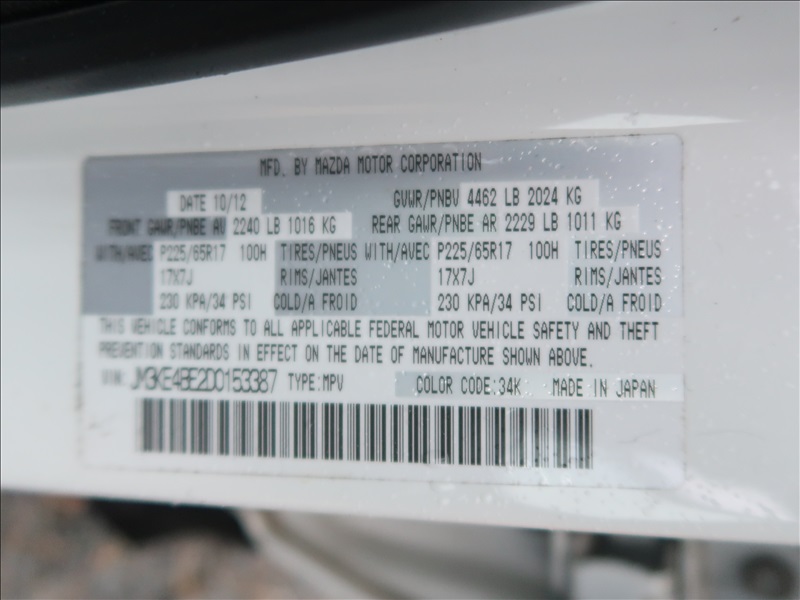 MFD. BY MAZDA MOTOR CORPORATION
DATE 10/12 GVWR/PNBV 4462 LB 2024 KG
FRONT GAWR/PNBE AV 2240 LB 1016 KG REAR GAWR/PNBE AR 2229 LB 1011 KG
WITH/AVEC P225/65R17 100H TIRES/PNEUS WITH/AVEC P225/65R17 100H TIRES/PNEUS
17X7J RIMS/JANTES 17X7J RIMS/JANTES
230 KPA/34 PSI COLD/A FROID 230 KPA/34 PSI COLD/A FROID
THIS VEHICLE CONFORMS TO ALL APPLICABLE FEDERAL MOTOR VEHICLE SAFETY AND THEFT
PREVENTION STANDARDS IN EFFECT ON THE DATE OF MANUFACTURE SHOWN ABOVE.
VIN: JM3KE4BE2D0153387 TYPE:MPV COLOR CODE:34K MADE IN JAPAN